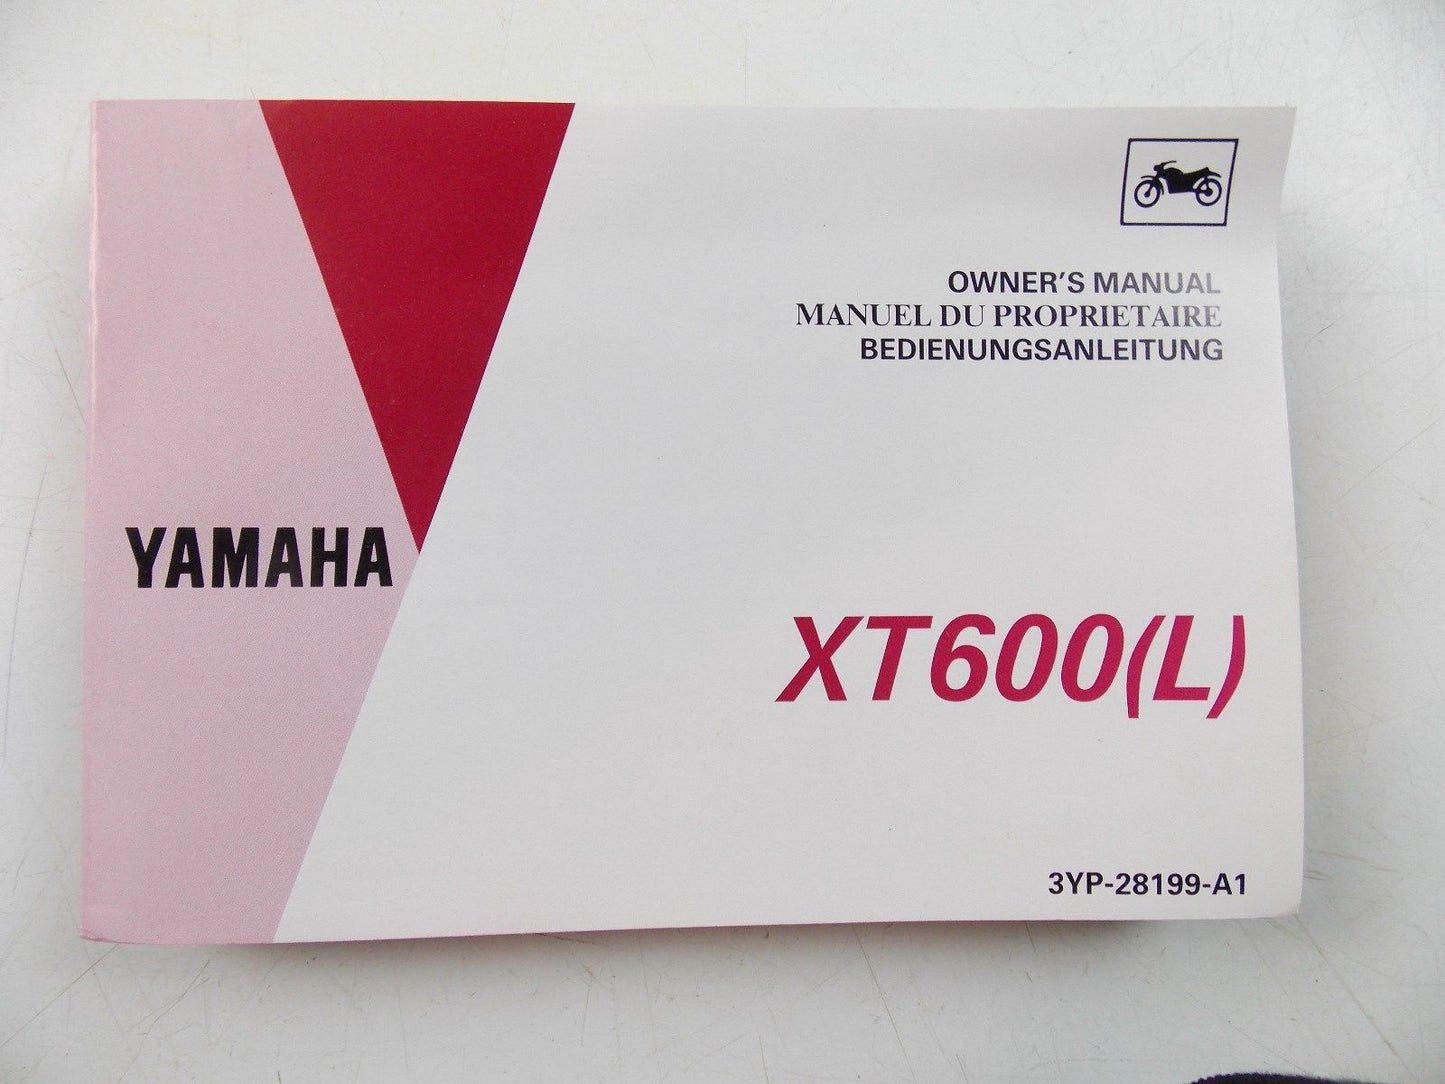 OWNER'S MANUAL
MANUEL DU PROPRIETAIRE
BEDIENUNGSANLEITUNG
YAMAHA
XT600(L)
3YP-28199-A1